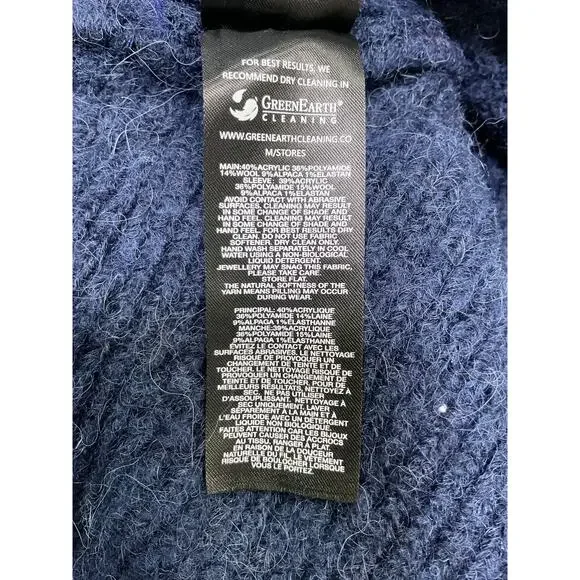 FOR BEST RESULTS, WE
RECOMMEND DRY CLEANING IN
GREENEARTH®
CLEANING
WWW.GREENEARTHCLEANING.CO
M/STORES
MAIN:40%ACRYLIC 36%POLYAMIDE
14%WOOL 9%ALPACA 1%ELASTAN
SLEEVE: 39%ACRYLIC
36%POLYAMIDE 15%WOOL
9%ALPACA 1%ELASTAN
AVOID CONTACT WITH ABRASIVE
SURFACES, CLEANING MAY RESULT
IN SOME CHANGE OF SHADE AND
HAND FEEL. CLEANING MAY RESULT
IN SOME CHANGE OF SHADE AND
HAND FEEL. FOR BEST RESULTS DRY
CLEAN. DO NOT USE FABRIC
SOFTENER. DRY CLEAN ONLY.
HAND WASH SEPARATELY IN COOL
WATER USING A NON-BIOLOGICAL
LIQUID DETERGENT.
JEWELLERY MAY SNAG THIS FABRIC,
PLEASE TAKE CARE.
STORE FLAT.
THE NATURAL SOFTNESS OF THE
YARN MEANS PILLING MAY OCCUR
DURING WEAR.
PRINCIPAL: 40%ACRYLIQUE
36%POLYAMIDE 14%LAINE
9%ALPAGA 1%ELASTHANNE
MANCHE:39%ACRYLIQUE
36%POLYAMIDE 15%LAINE
9%ALPAGA 1%ELASTHANNE
ÉVITEZ LE CONTACT AVEC LES
SURFACES ABRASIVES. LE NETTOYAGE
RISQUE DE PROVOQUER UN
CHANGEMENT DE TEINTE ET DE
TOUCHER. LE NETTOYAGE RISQUE DE
PROVOQUER UN CHANGEMENT DE
TEINTE ET DE TOUCHER, POUR DE
MEILLEURS RÉSULTATS, NETTOYEZ À
SEC. NE PAS UTILISER
D'ASSOUPLISSANT. NETTOYAGE À
SEC UNIQUEMENT. LAVER
SÉPAREMENT À LA MAIN ET À
L'EAU FROIDE AVEC UN DÉTERGENT
LIQUIDE NON BIOLOGIQUE.
FAITES ATTENTION CAR LES BIJOUX
PEUVENT CAUSER DES ACCROCS
AU TISSU. RANGER À PLAT.
EN RAISON DE LA DOUCEUR
NATURELLE DU FIL, LE VÊTEMENT
RISQUE DE BOULOCHER LORSQUE
VOUS LE PORTEZ.